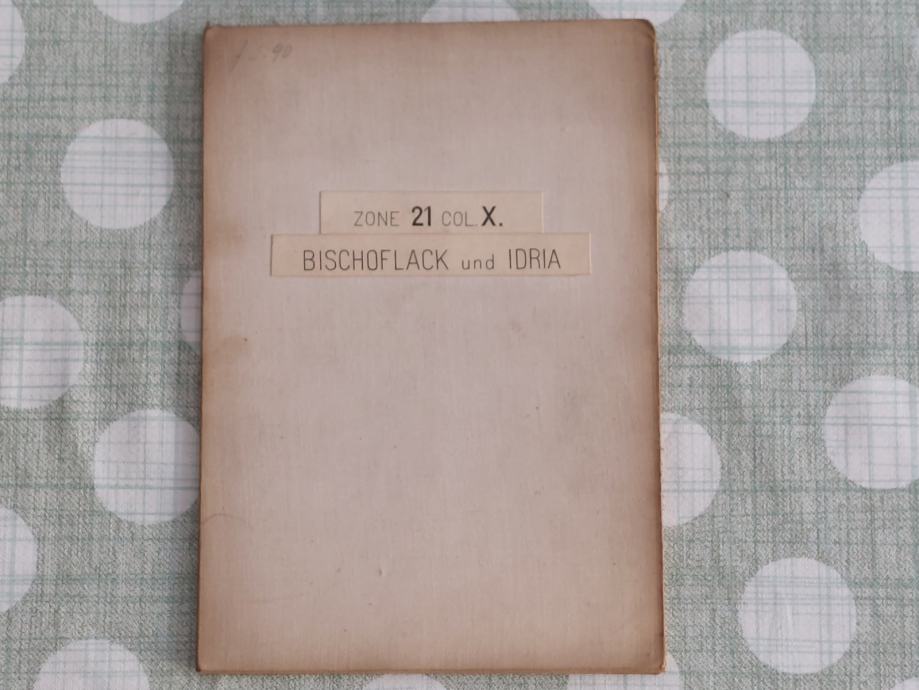 ZONE 21 COL. X.
BISCHOFLACK und IDRIA